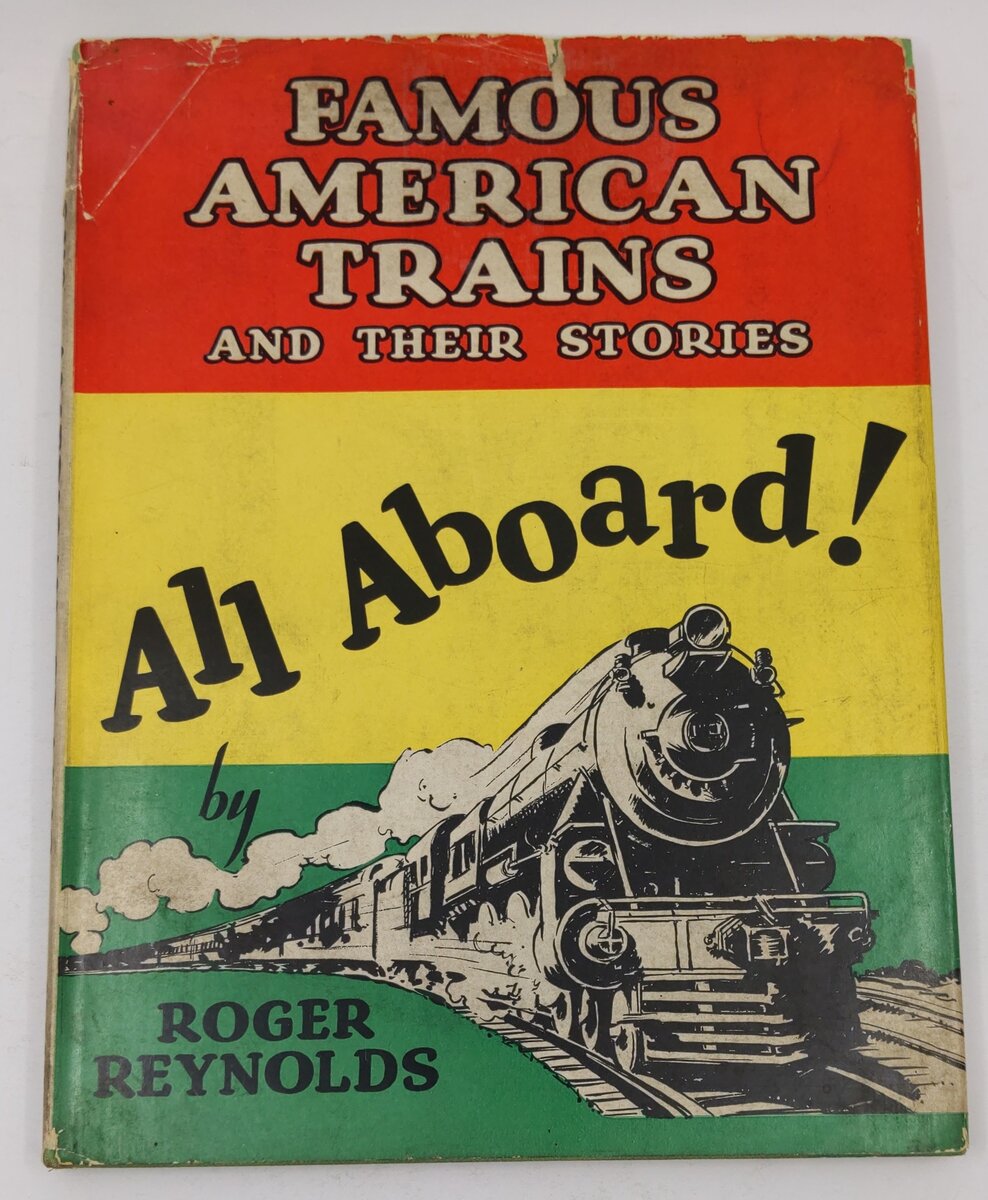 FAMOUS
AMERICAN
TRAINS
AND THEIR STORIES
All Aboard!
by
ROGER
REYNOLDS